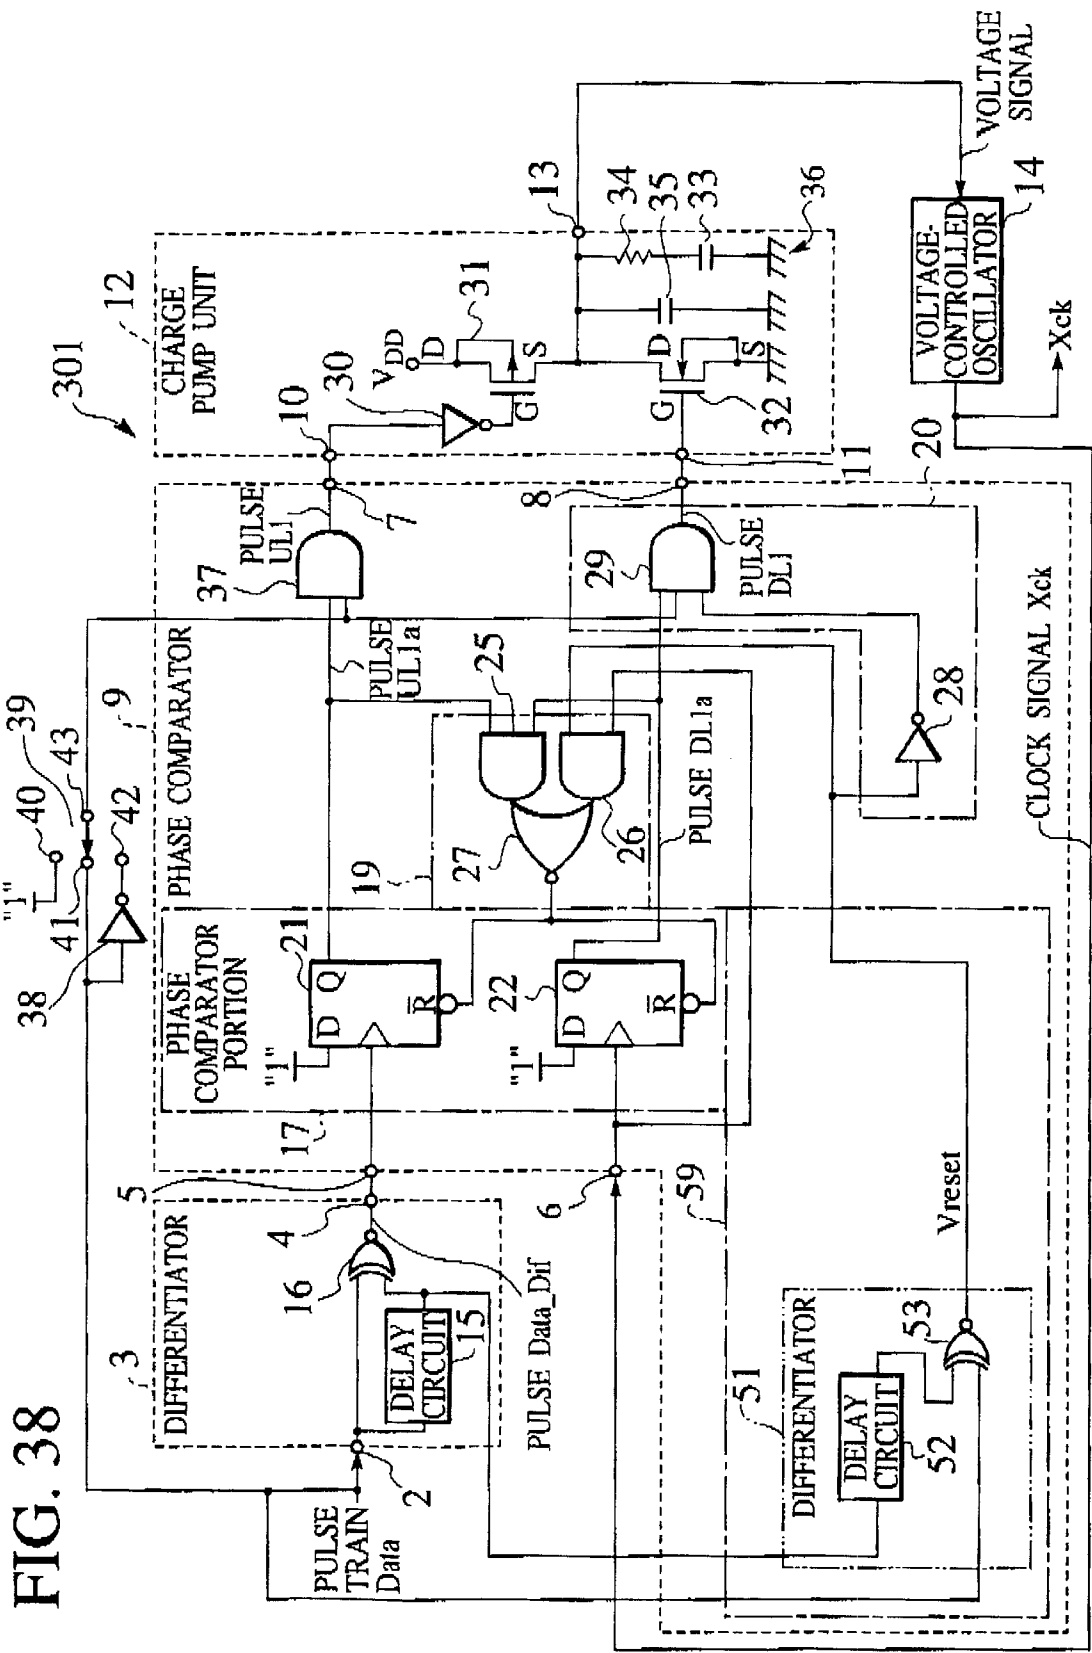 FIG. 38
301
3
DIFFERENTIATOR
PULSE
TRAIN
Data
2
16
DELAY
CIRCUIT
15
4
5
PULSE Data_Dif
38
41
"1"
40
39
43
42
9
PHASE COMPARATOR
17
PHASE
COMPARATOR
PORTION
"1"
D
Q
21
R
"1"
D
Q
22
R
6
19
27
25
26
PULSE
UL1a
PULSE DL1a
37
PULSE
UL1
7
10
29
PULSE
DL1
8
11
20
28
12
CHARGE
PUMP UNIT
30
VDD
D
31
G
S
G
D
S
32
13
34
35
33
36
VOLTAGE
SIGNAL
VOLTAGE-
CONTROLLED
OSCILLATOR
14
Xck
59
51
DIFFERENTIATOR
DELAY
CIRCUIT
52
53
Vreset
CLOCK SIGNAL Xck